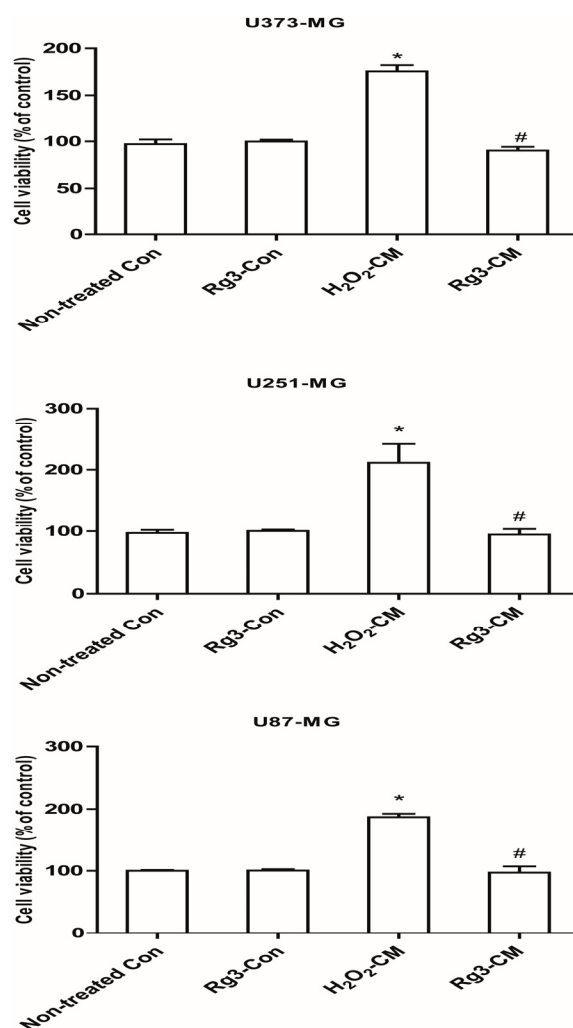 U373-MG
Cell viability (% of control)
200
150
100
50
0
*
#
Non-treated Con
Rg3-Con
H₂O₂-CM
Rg3-CM
U251-MG
Cell viability (% of control)
300
200
100
0
*
#
Non-treated Con
Rg3-Con
H₂O₂-CM
Rg3-CM
U87-MG
Cell viability (% of control)
300
200
100
0
*
#
Non-treated Con
Rg3-Con
H₂O₂-CM
Rg3-CM